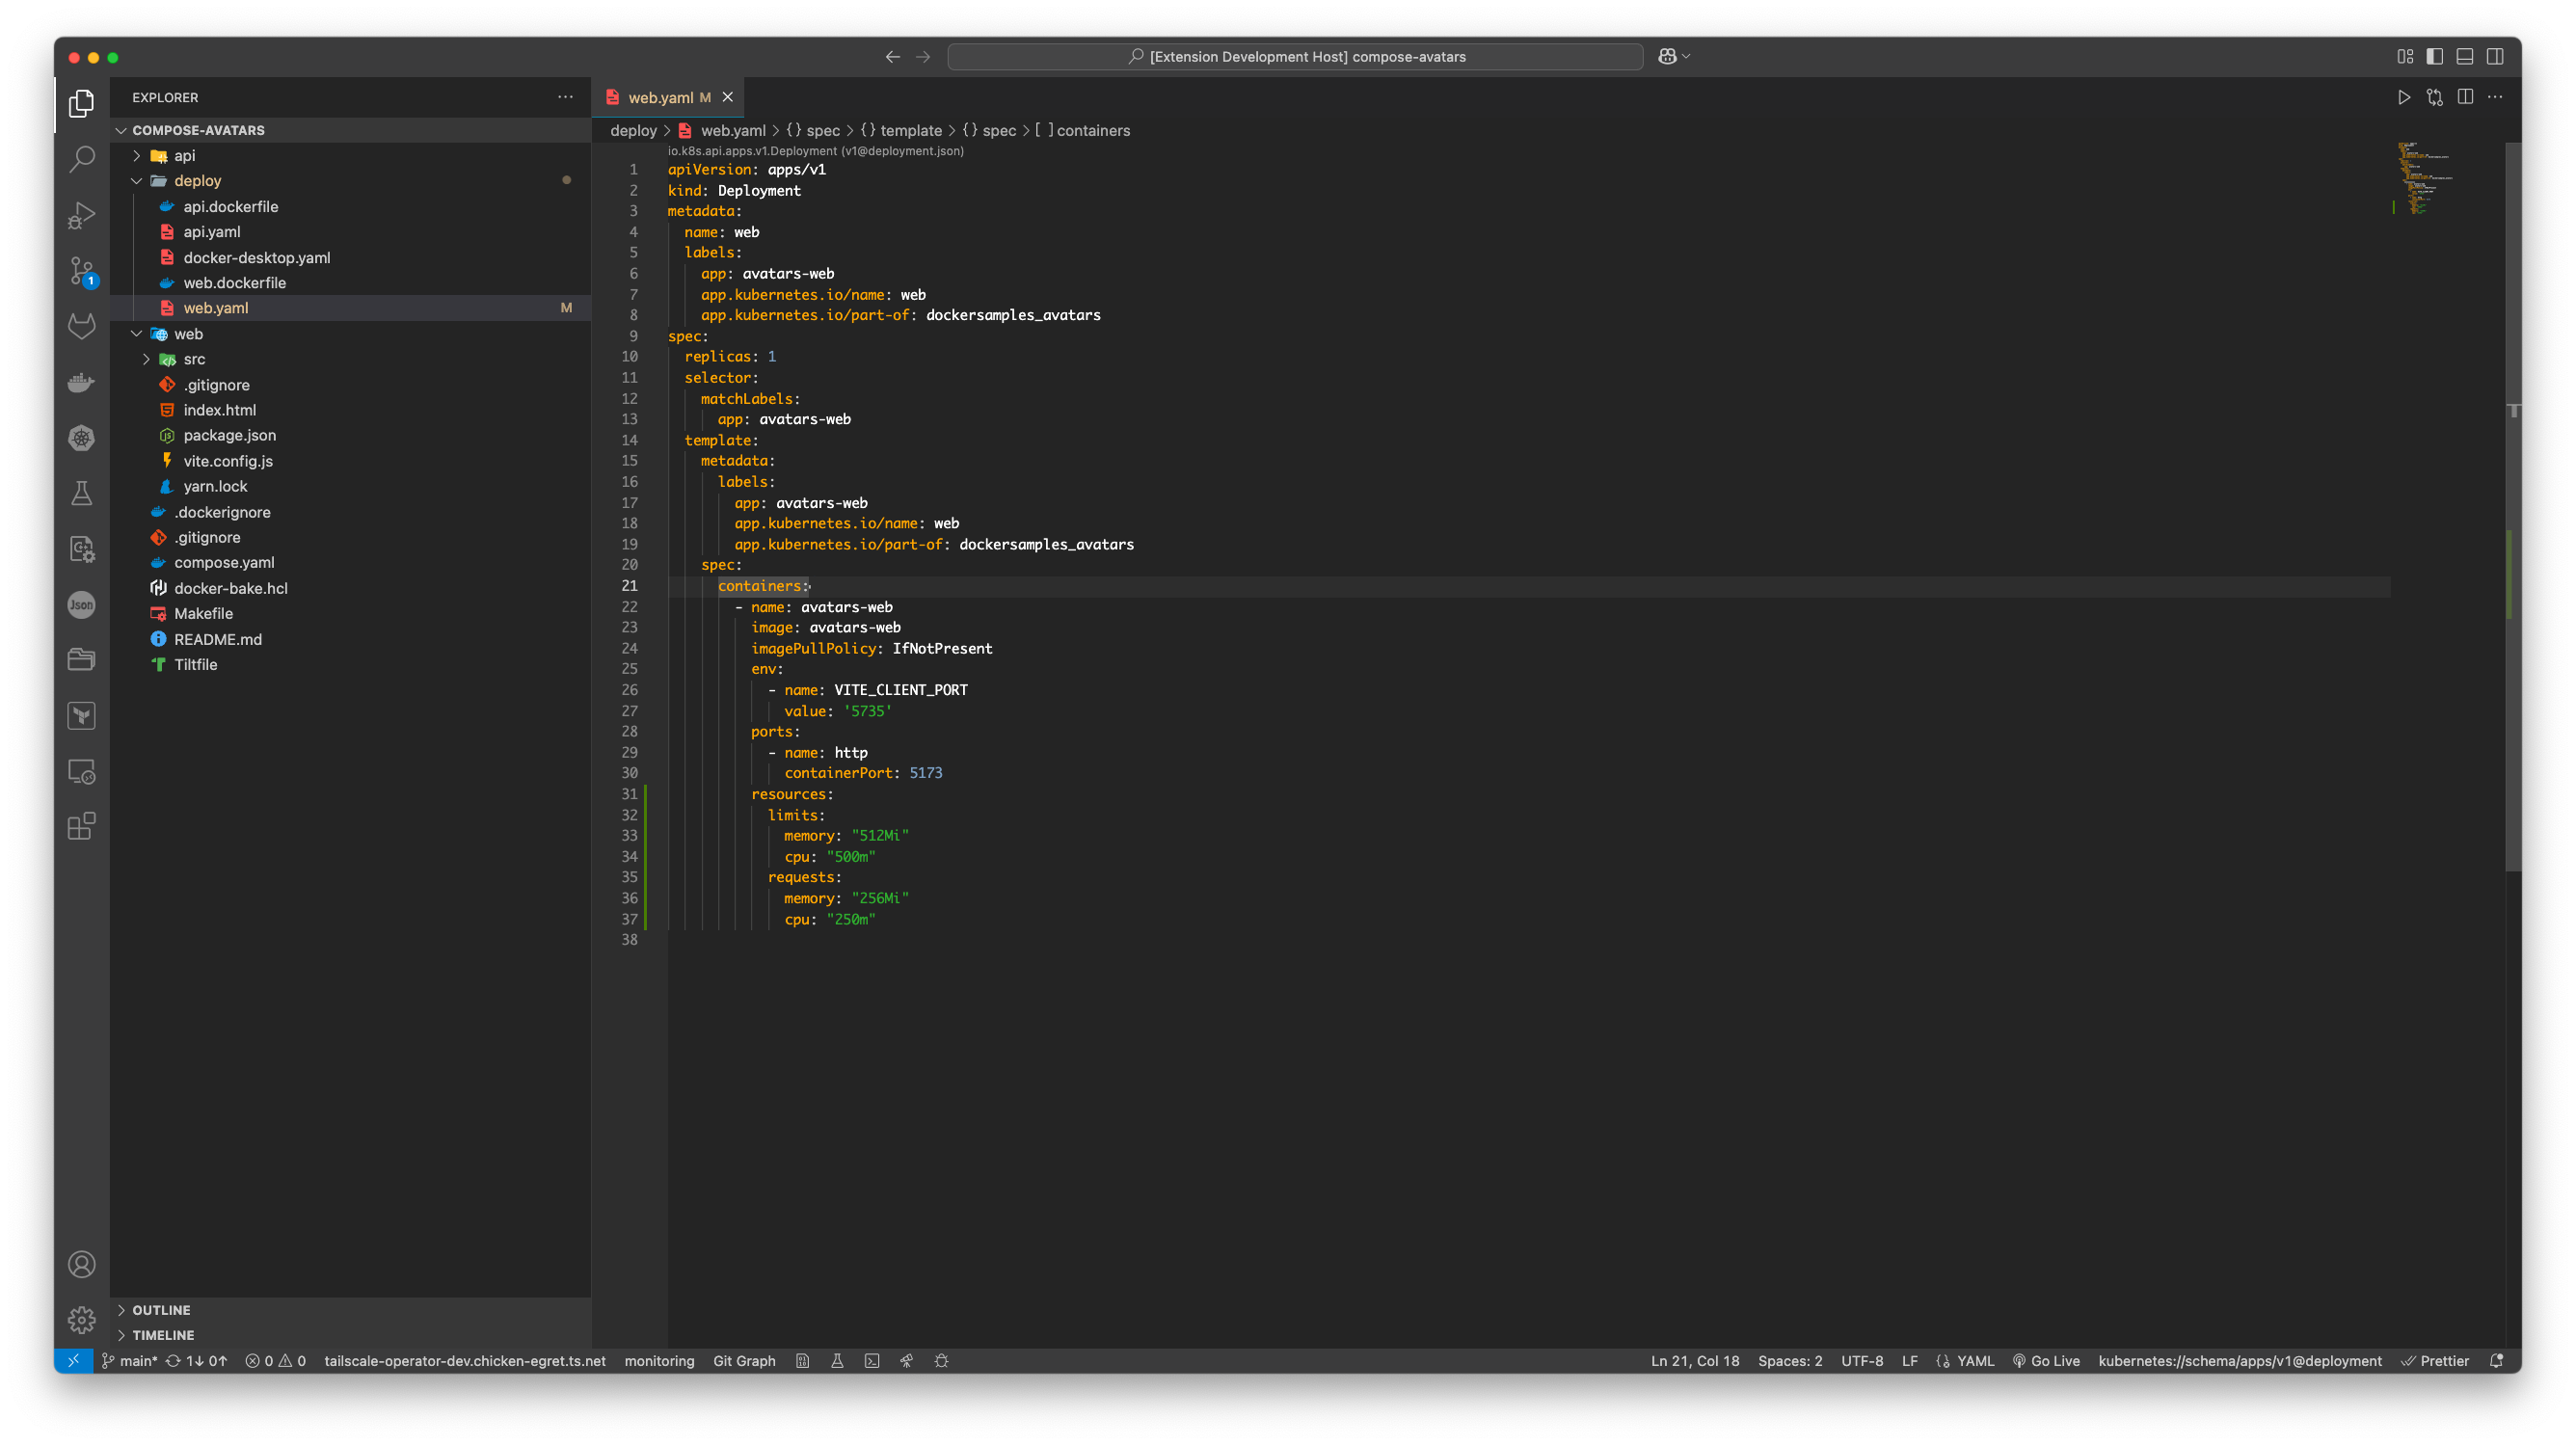 [Extension Development Host] compose-avatars
EXPLORER
COMPOSE-AVATARS
api
deploy
api.dockerfile
api.yaml
docker-desktop.yaml
web.dockerfile
web.yaml M
web
src
.gitignore
index.html
package.json
vite.config.js
yarn.lock
.dockerignore
.gitignore
compose.yaml
docker-bake.hcl
Makefile
README.md
Tiltfile
OUTLINE
TIMELINE
1
Json
web.yaml M
deploy > web.yaml > {} spec > {} template > {} spec > [ ] containers
io.k8s.api.apps.v1.Deployment (v1@deployment.json)
1 apiVersion: apps/v1
2 kind: Deployment
3 metadata:
4   name: web
5   labels:
6     app: avatars-web
7     app.kubernetes.io/name: web
8     app.kubernetes.io/part-of: dockersamples_avatars
9 spec:
10   replicas: 1
11   selector:
12     matchLabels:
13       app: avatars-web
14   template:
15     metadata:
16       labels:
17         app: avatars-web
18         app.kubernetes.io/name: web
19         app.kubernetes.io/part-of: dockersamples_avatars
20     spec:
21       containers:
22         - name: avatars-web
23           image: avatars-web
24           imagePullPolicy: IfNotPresent
25           env:
26             - name: VITE_CLIENT_PORT
27               value: '5735'
28           ports:
29             - name: http
30               containerPort: 5173
31           resources:
32             limits:
33               memory: "512Mi"
34               cpu: "500m"
35             requests:
36               memory: "256Mi"
37               cpu: "250m"
38
main* 1↓ 0↑ 0 0 tailscale-operator-dev.chicken-egret.ts.net monitoring Git Graph Ln 21, Col 18 Spaces: 2 UTF-8 LF YAML Go Live kubernetes://schema/apps/v1@deployment Prettier